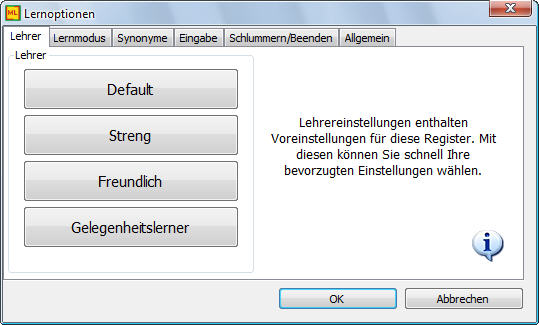 ML Lernoptionen
Lehrer Lernmodus Synonyme Eingabe Schlummern/Beenden Allgemein
Lehrer
Default
Streng
Freundlich
Gelegenheitslerner
Lehrereinstellungen enthalten
Voreinstellungen für diese Register. Mit
diesen können Sie schnell Ihre
bevorzugten Einstellungen wählen.
OK Abbrechen